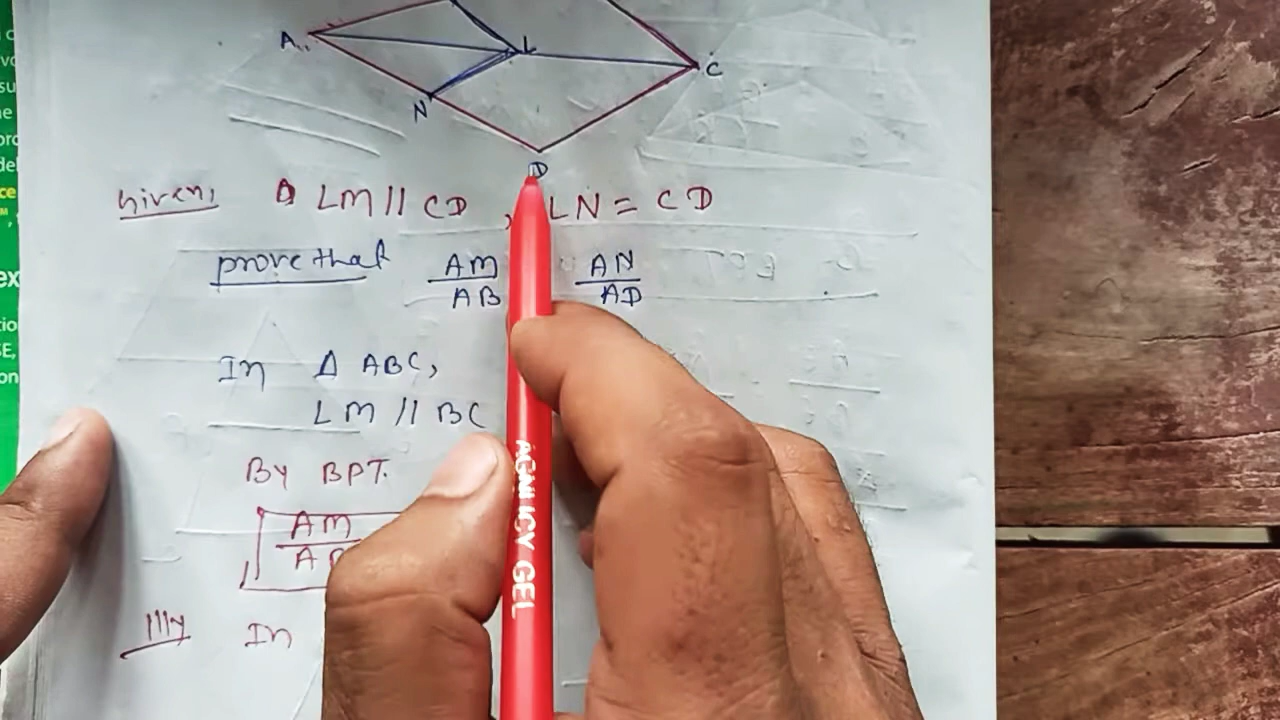 A
L
C
N
D
Given, LM // CD , LN = CD
prove that AM/AB AN/AD
In Δ ABC,
LM // BC
By BPT.
AM
A
Illly In
AGNI ICY GEL